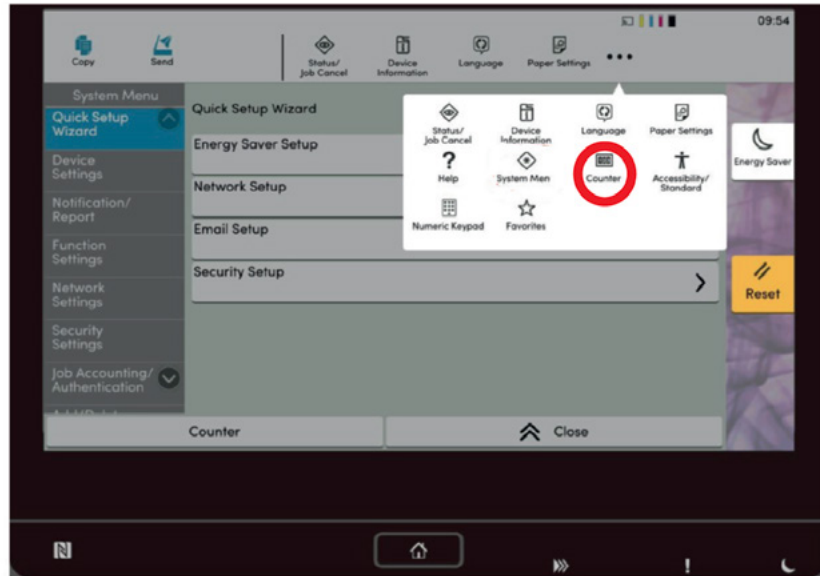 09:54
Copy
Send
Status/
Job Cancel
Device
Information
Language
Paper Settings
System Menu
Quick Setup
Wizard
Device
Settings
Notification/
Report
Function
Settings
Network
Settings
Security
Settings
Job Accounting/
Authentication
Quick Setup Wizard
Energy Saver Setup
Network Setup
Email Setup
Security Setup
Status/
Job Cancel
Device
Information
Language
Paper Settings
Help
System Men
Counter
Accessibility/
Standard
Numeric Keypad
Favorites
Energy Saver
Reset
Counter
Close